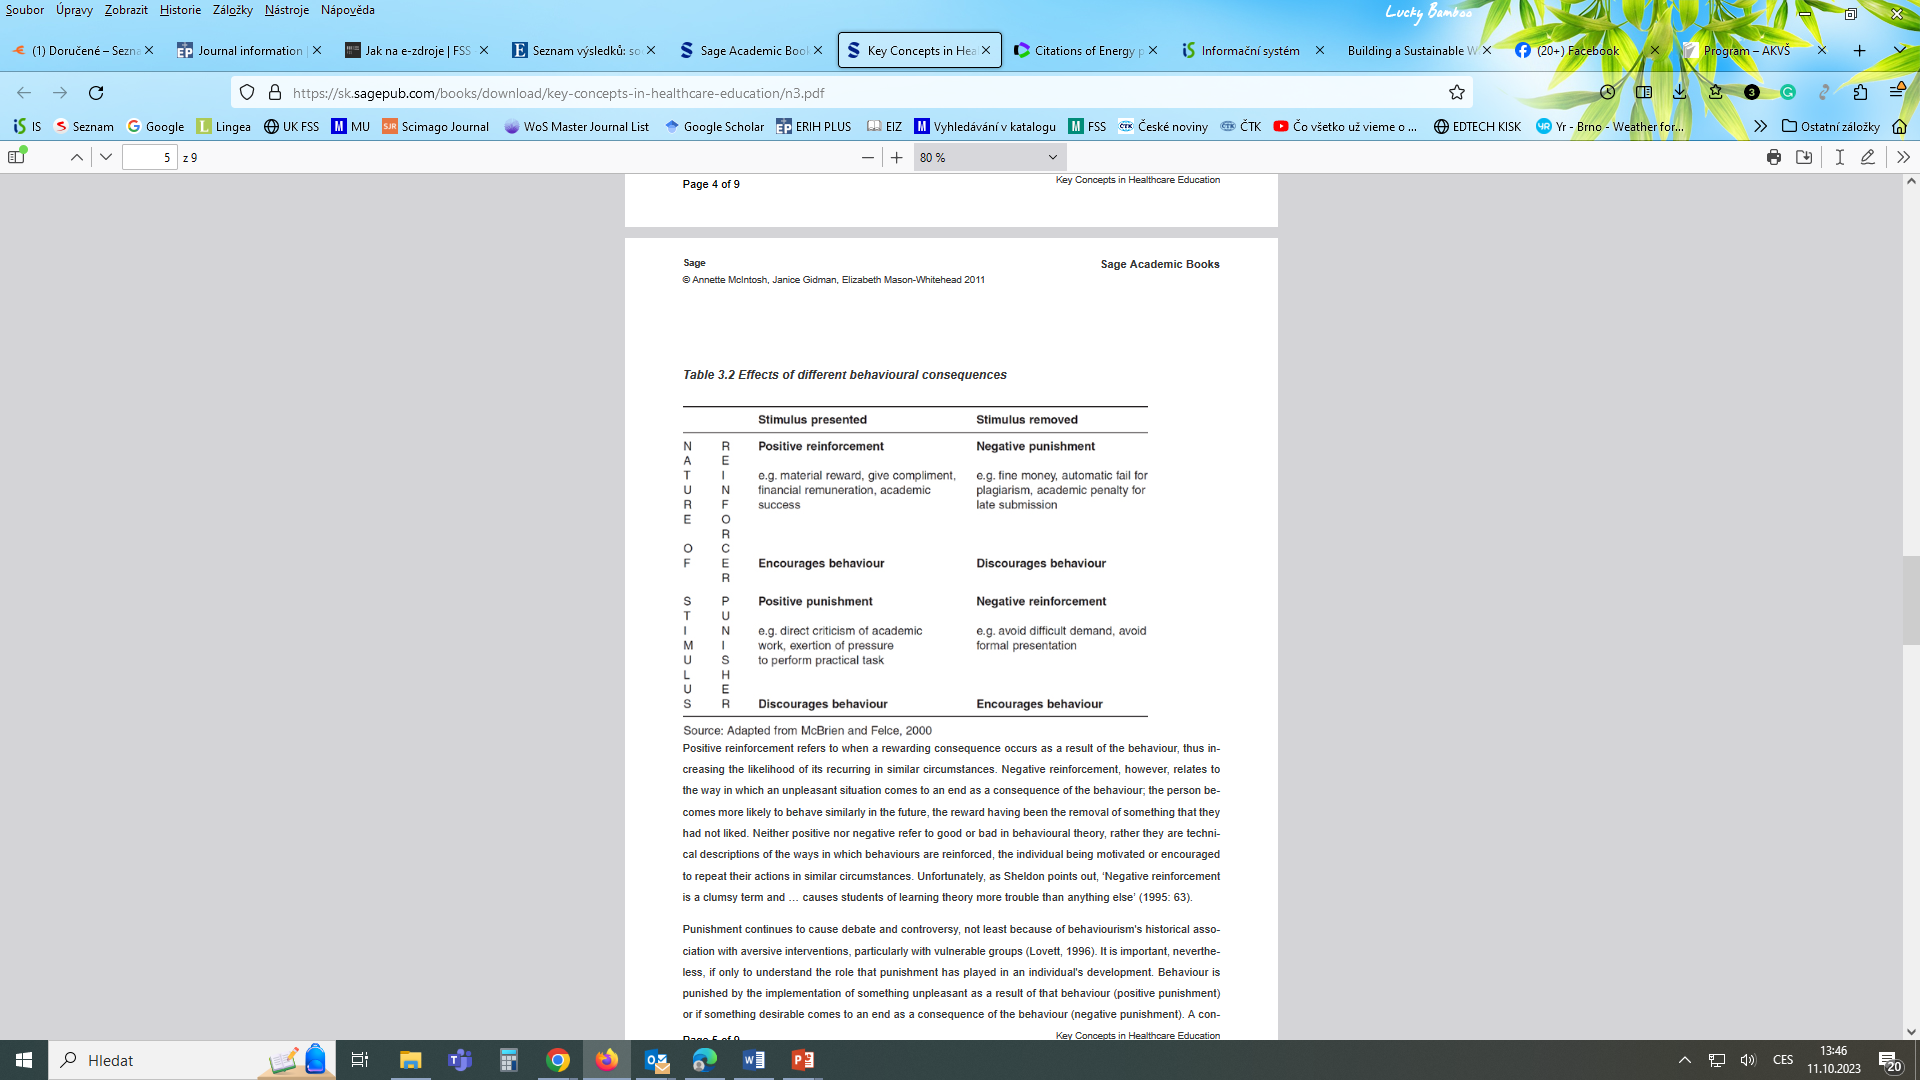 Soubor Úpravy Zobrazit Historie Záložky Nástroje Nápověda
Lucky Bamboo
(1) Doručené – Sezna
Journal information
Jak na e-zdroje | FSS
Seznam výsledků: so
Sage Academic Boo
Key Concepts in Hea
Citations of Energy p
Informační systém
Building a Sustainable W
(20+) Facebook
Program – AKVŠ
https://sk.sagepub.com/books/download/key-concepts-in-healthcare-education/n3.pdf
3
IS Seznam Google Lingea UK FSS MU Scimago Journal WoS Master Journal List Google Scholar ERIH PLUS EIZ Vyhledávání v katalogu FSS České noviny ČTK Čo všetko už vieme o ... EDTECH KISK Yr - Brno - Weather for... Ostatní záložky
5 z 9
80 %
Page 4 of 9
Key Concepts in Healthcare Education
Sage
Sage Academic Books
© Annette McIntosh, Janice Gidman, Elizabeth Mason-Whitehead 2011
Table 3.2 Effects of different behavioural consequences
Stimulus presented Stimulus removed
NATURE OF STIMULUS
REINFORCER
Positive reinforcement
e.g. material reward, give compliment,
financial remuneration, academic
success
Encourages behaviour
Negative punishment
e.g. fine money, automatic fail for
plagiarism, academic penalty for
late submission
Discourages behaviour
PUNISHER
Positive punishment
e.g. direct criticism of academic
work, exertion of pressure
to perform practical task
Discourages behaviour
Negative reinforcement
e.g. avoid difficult demand, avoid
formal presentation
Encourages behaviour
Source: Adapted from McBrien and Felce, 2000
Positive reinforcement refers to when a rewarding consequence occurs as a result of the behaviour, thus in-
creasing the likelihood of its recurring in similar circumstances. Negative reinforcement, however, relates to
the way in which an unpleasant situation comes to an end as a consequence of the behaviour; the person be-
comes more likely to behave similarly in the future, the reward having been the removal of something that they
had not liked. Neither positive nor negative refer to good or bad in behavioural theory, rather they are techni-
cal descriptions of the ways in which behaviours are reinforced, the individual being motivated or encouraged
to repeat their actions in similar circumstances. Unfortunately, as Sheldon points out, ‘Negative reinforcement
is a clumsy term and … causes students of learning theory more trouble than anything else’ (1995: 63).
Punishment continues to cause debate and controversy, not least because of behaviourism's historical asso-
ciation with aversive interventions, particularly with vulnerable groups (Lovett, 1996). It is important, neverthe-
less, if only to understand the role that punishment has played in an individual's development. Behaviour is
punished by the implementation of something unpleasant as a result of that behaviour (positive punishment)
or if something desirable comes to an end as a consequence of the behaviour (negative punishment). A con-
Page 5 of 9
Key Concepts in Healthcare Education
Hledat
CES
13:46
11.10.2023
20